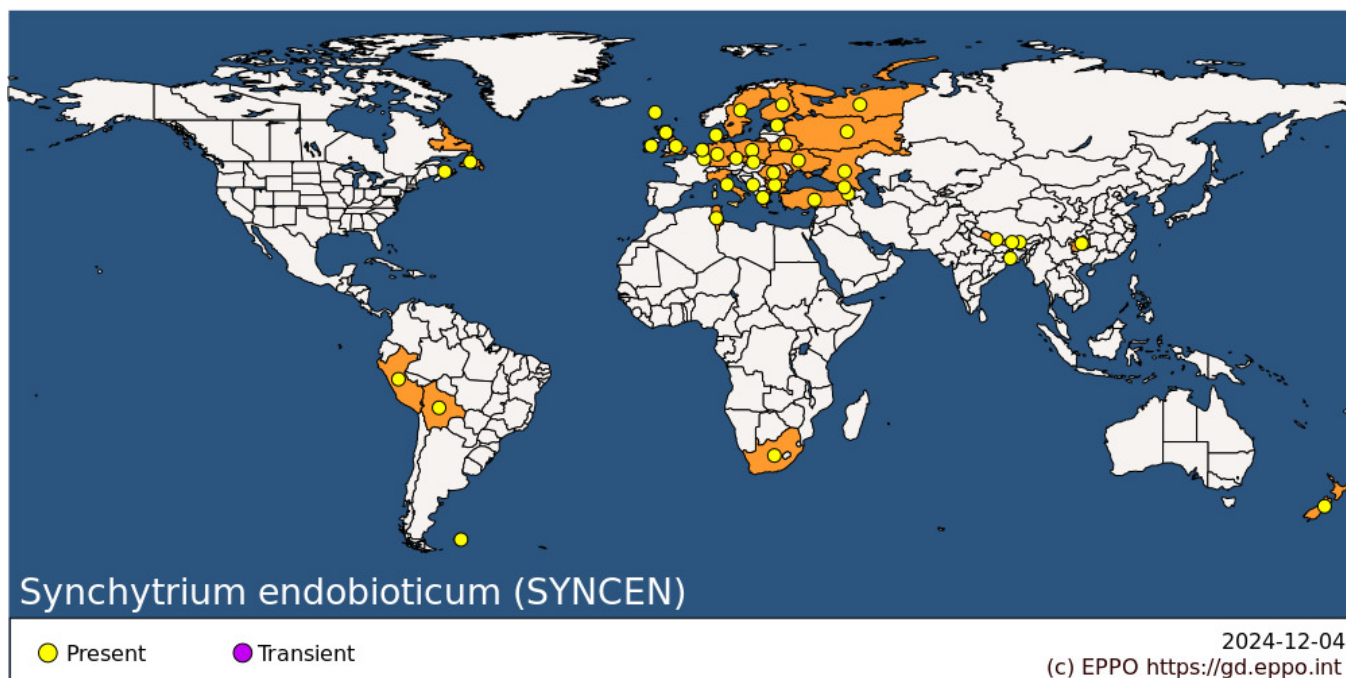 Synchytrium endobioticum (SYNCEN)
Present
Transient
2024-12-04
(c) EPPO https://gd.eppo.int